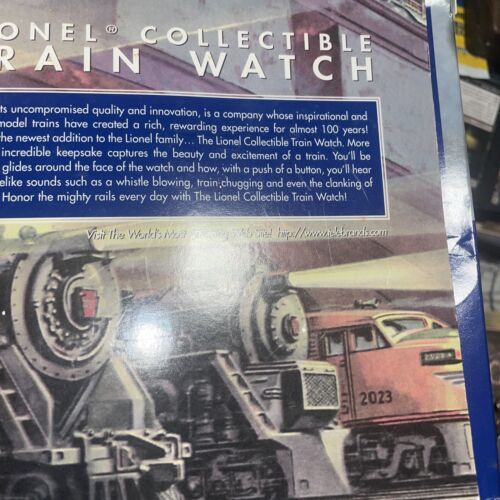 ONEL® COLLECTIBLE
RAIN WATCH
ts uncompromised quality and innovation, is a company whose inspirational and
model trains have created a rich, rewarding experience for almost 100 years!
the newest addition to the Lionel family... The Lionel Collectible Train Watch. More
incredible keepsake captures the beauty and excitement of a train. You'll be
glides around the face of the watch and how, with a push of a button, you'll hear
elike sounds such as a whistle blowing, train chugging and even the clanking of
Honor the mighty rails every day with The Lionel Collectible Train Watch!
Visit The World's Most Web Site! http://www.telebrands.com
2023